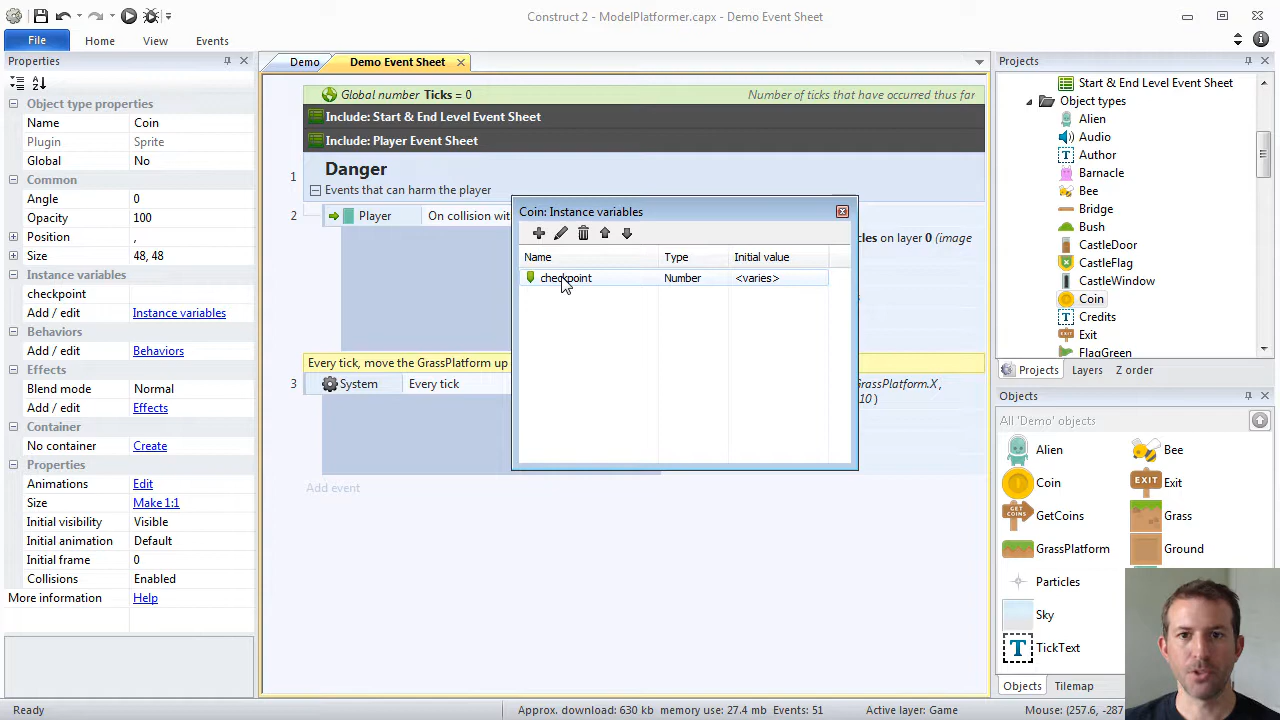 Construct 2 - ModelPlatformer.capx - Demo Event Sheet
File
Home
View
Events
Properties
Object type properties
Name Coin
Plugin Sprite
Global No
Common
Angle 0
Opacity 100
Position ,
Size 48, 48
Instance variables
checkpoint
Add / edit Instance variables
Behaviors
Add / edit Behaviors
Effects
Blend mode Normal
Add / edit Effects
Container
No container Create
Properties
Animations Edit
Size Make 1:1
Initial visibility Visible
Initial animation Default
Initial frame 0
Collisions Enabled
More information Help
Demo
Demo Event Sheet
Global number Ticks = 0
Number of ticks that have occurred thus far
Include: Start & End Level Event Sheet
Include: Player Event Sheet
1
Danger
Events that can harm the player
2
Player
On collision wit
cles on layer 0 (image
Every tick, move the GrassPlatform up
3
System
Every tick
GrassPlatform.X,
10 )
Add event
Coin: Instance variables
Name Type Initial value
checkpoint Number <varies>
Projects
Start & End Level Event Sheet
Object types
Alien
Audio
Author
Barnacle
Bee
Bridge
Bush
CastleDoor
CastleFlag
CastleWindow
Coin
Credits
Exit
FlagGreen
Projects
Layers
Z order
Objects
All 'Demo' objects
Alien
Bee
Coin
Exit
EXIT
GetCoins
GET
COINS
Grass
GrassPlatform
Ground
Particles
Sky
T
TickText
Objects
Tilemap
Ready
Approx. download: 630 kb
memory use: 27.4 mb
Events: 51
Active layer: Game
Mouse: (257.6, -287